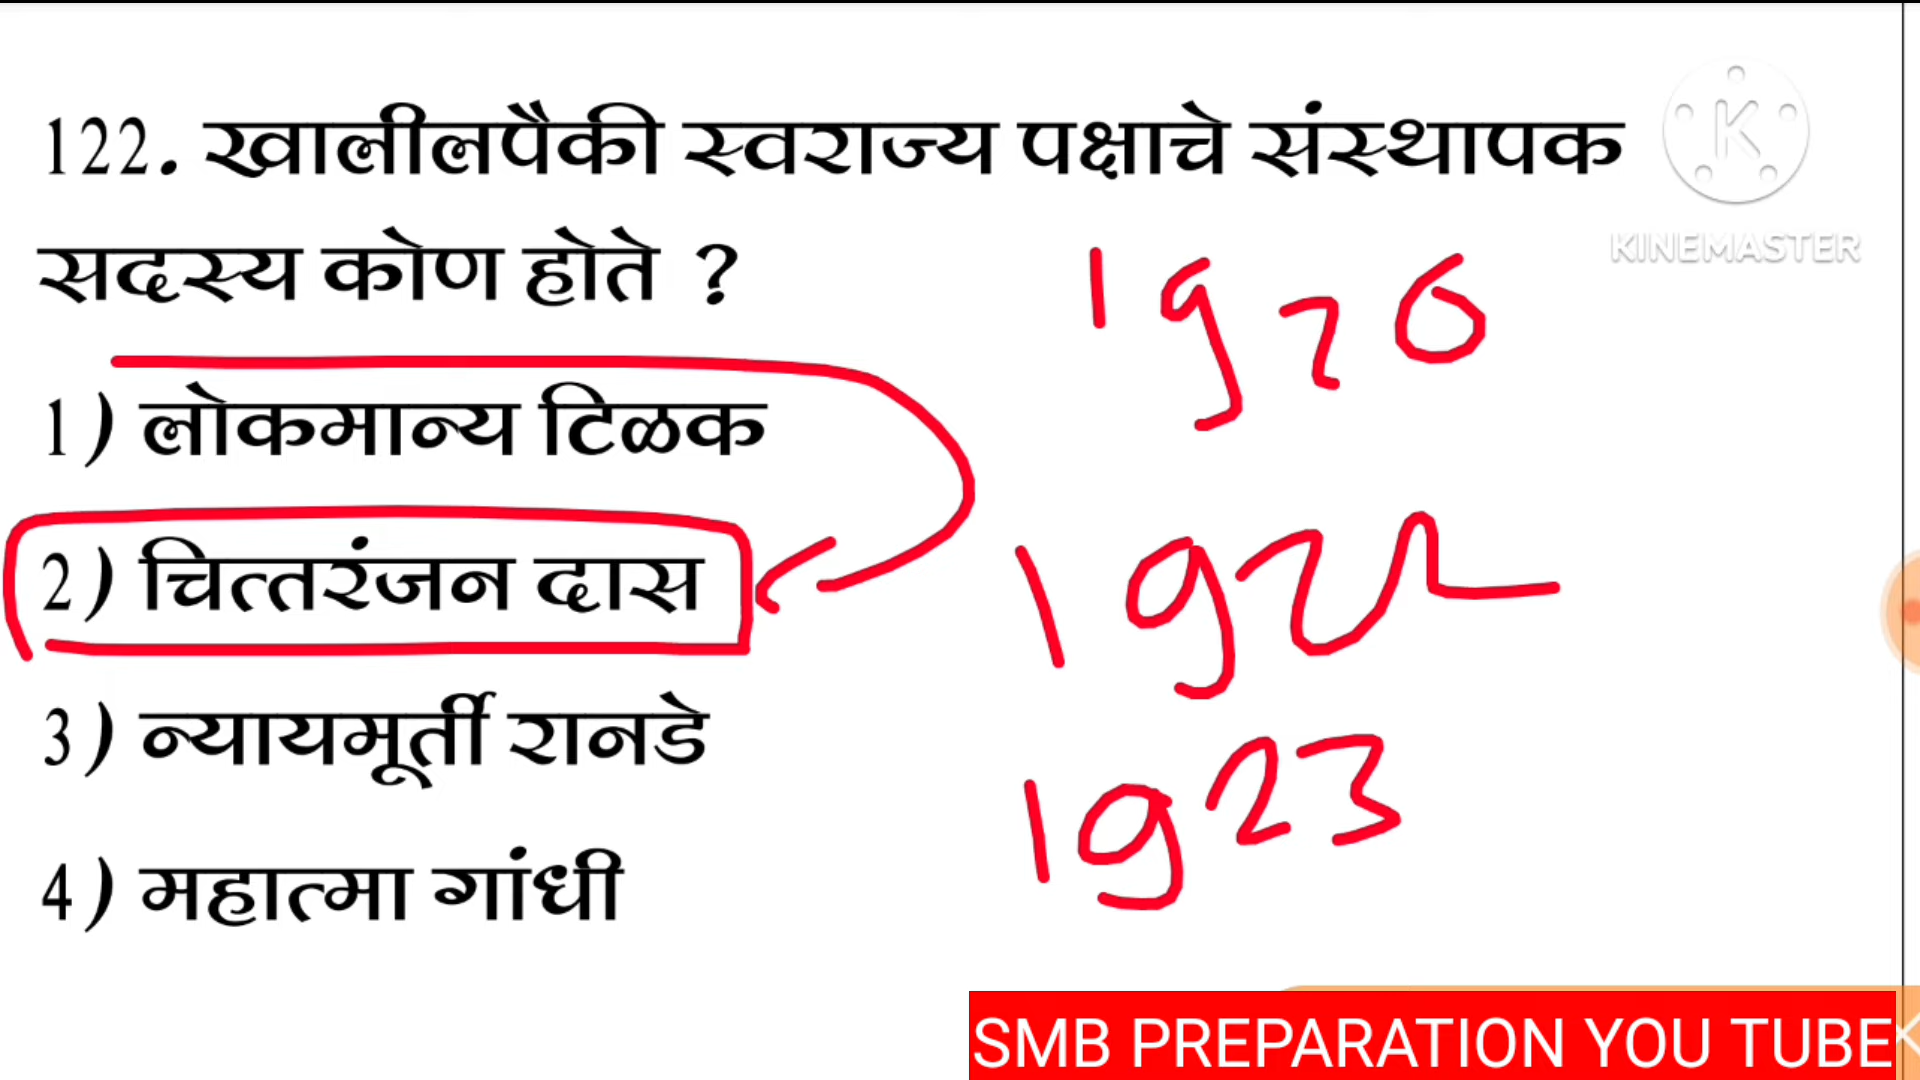 122. खालीलपैकी स्वराज्य पक्षाचे संस्थापक
सदस्य कोण होते ?
1) लोकमान्य टिळक
2) चित्तरंजन दास
3) न्यायमूर्ती रानडे
4) महात्मा गांधी
1920
1922
1923
K
KINEMASTER
SMB PREPARATION YOU TUBE